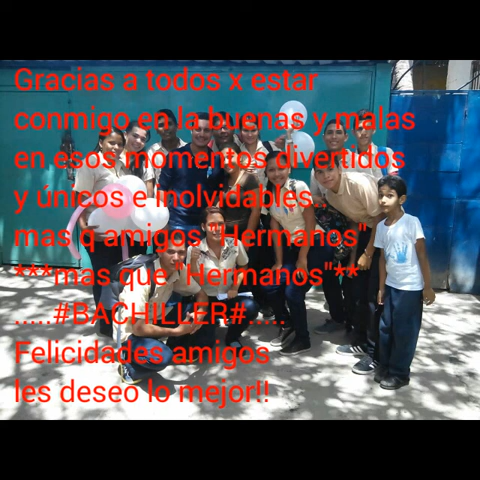 Gracias a todos x estar
conmigo en la buenas y malas
en esos momentos divertidos
y únicos e inolvidables..
mas q amigos "Hermanos"
***mas que "Hermanos"**
.....#BACHILLER#.....
Felicidades amigos
les deseo lo mejor!!